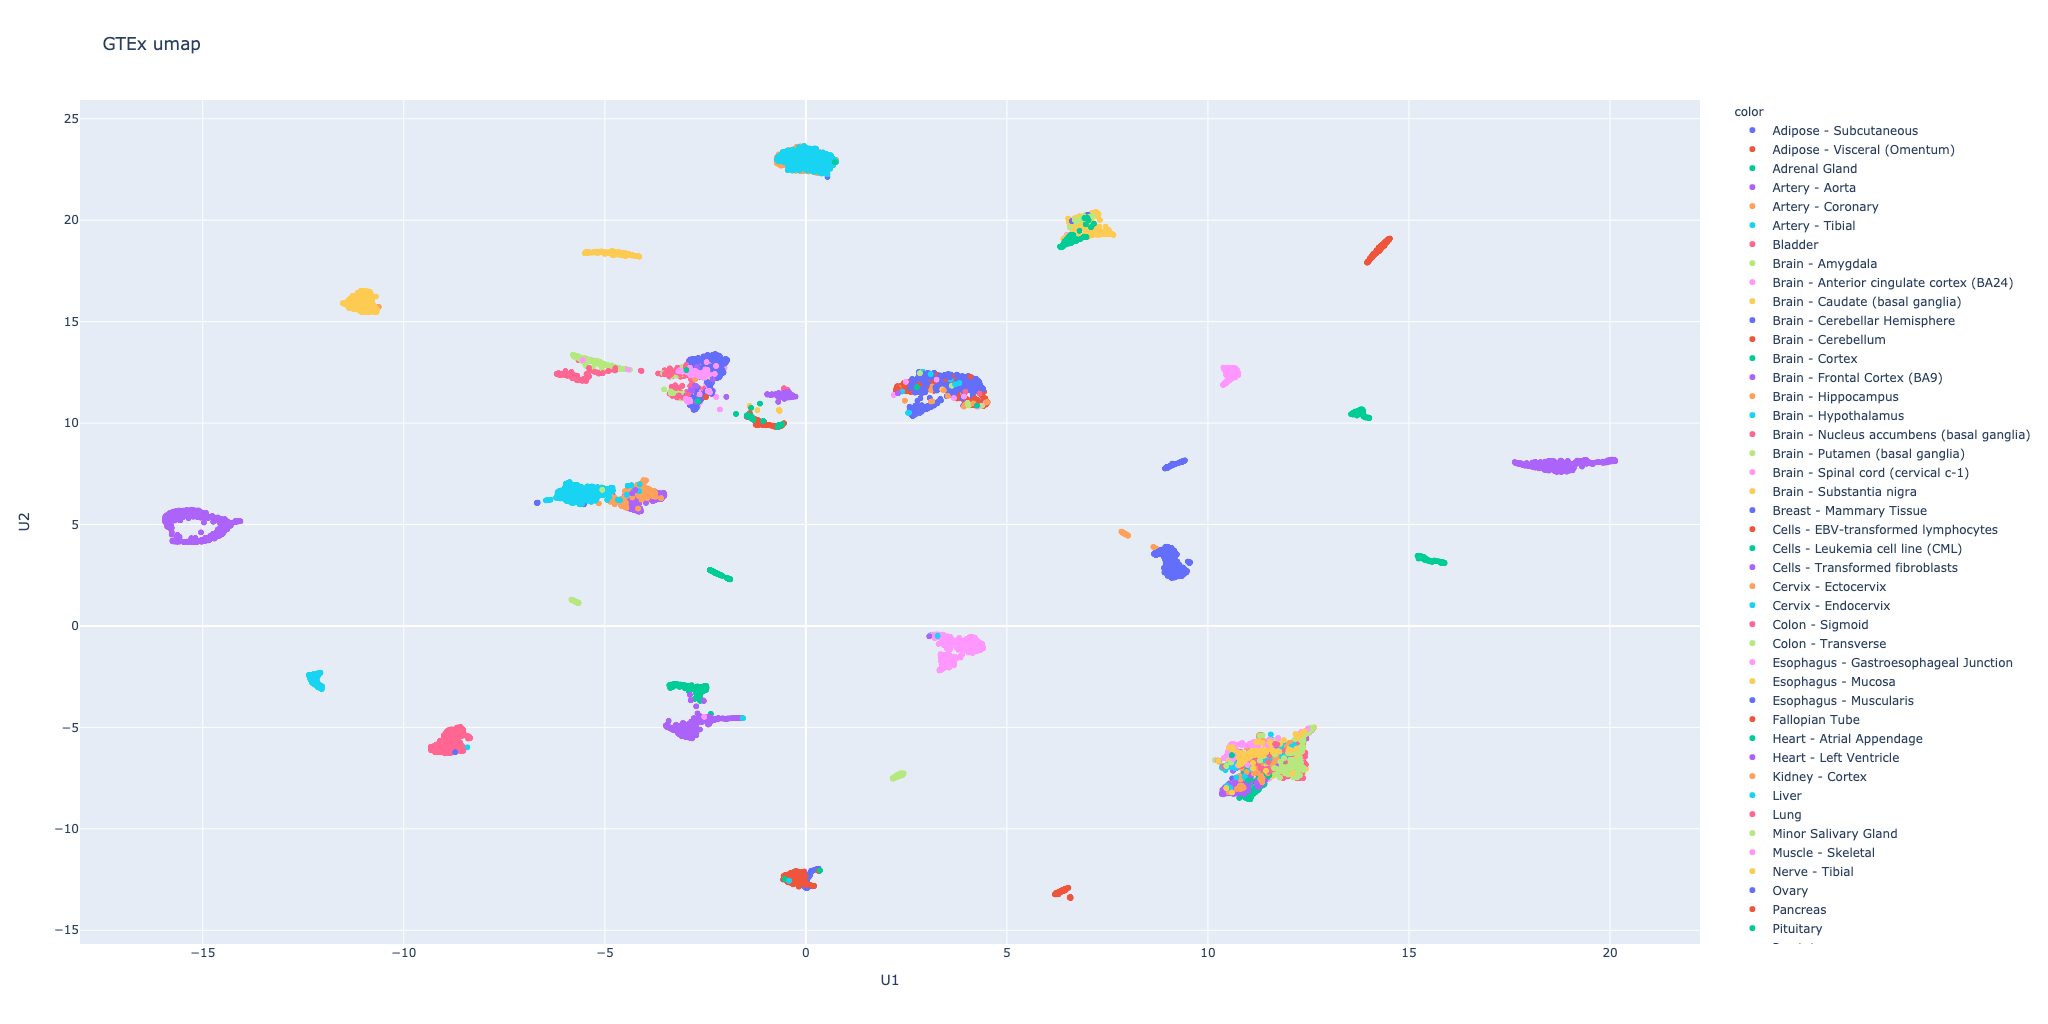 GTEx umap
25
20
15
10
5
0
−5
−10
−15
U2
−15
−10
−5
0
5
10
15
20
U1
color
Adipose - Subcutaneous
Adipose - Visceral (Omentum)
Adrenal Gland
Artery - Aorta
Artery - Coronary
Artery - Tibial
Bladder
Brain - Amygdala
Brain - Anterior cingulate cortex (BA24)
Brain - Caudate (basal ganglia)
Brain - Cerebellar Hemisphere
Brain - Cerebellum
Brain - Cortex
Brain - Frontal Cortex (BA9)
Brain - Hippocampus
Brain - Hypothalamus
Brain - Nucleus accumbens (basal ganglia)
Brain - Putamen (basal ganglia)
Brain - Spinal cord (cervical c-1)
Brain - Substantia nigra
Breast - Mammary Tissue
Cells - EBV-transformed lymphocytes
Cells - Leukemia cell line (CML)
Cells - Transformed fibroblasts
Cervix - Ectocervix
Cervix - Endocervix
Colon - Sigmoid
Colon - Transverse
Esophagus - Gastroesophageal Junction
Esophagus - Mucosa
Esophagus - Muscularis
Fallopian Tube
Heart - Atrial Appendage
Heart - Left Ventricle
Kidney - Cortex
Liver
Lung
Minor Salivary Gland
Muscle - Skeletal
Nerve - Tibial
Ovary
Pancreas
Pituitary